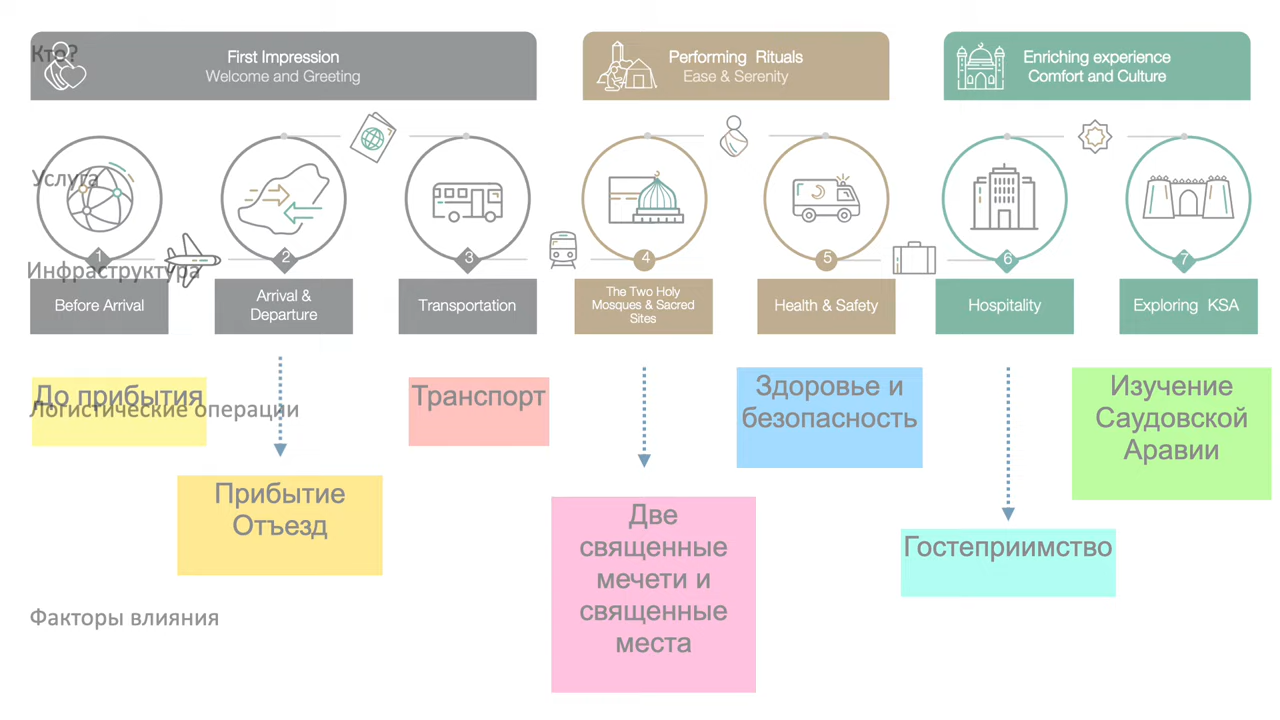 Кто?
First Impression
Welcome and Greeting
Performing Rituals
Ease & Serenity
Enriching experience
Comfort and Culture
Услуга
1
2
3
4
5
6
7
Инфраструктура
Before Arrival
Arrival &
Departure
Transportation
The Two Holy
Mosques & Sacred
Sites
Health & Safety
Hospitality
Exploring KSA
До прибытия
Логистические операции
Транспорт
Здоровье и
безопасность
Изучение
Саудовской
Аравии
Прибытие
Отъезд
Две
священные
мечети и
священные
места
Гостеприимство
Факторы влияния